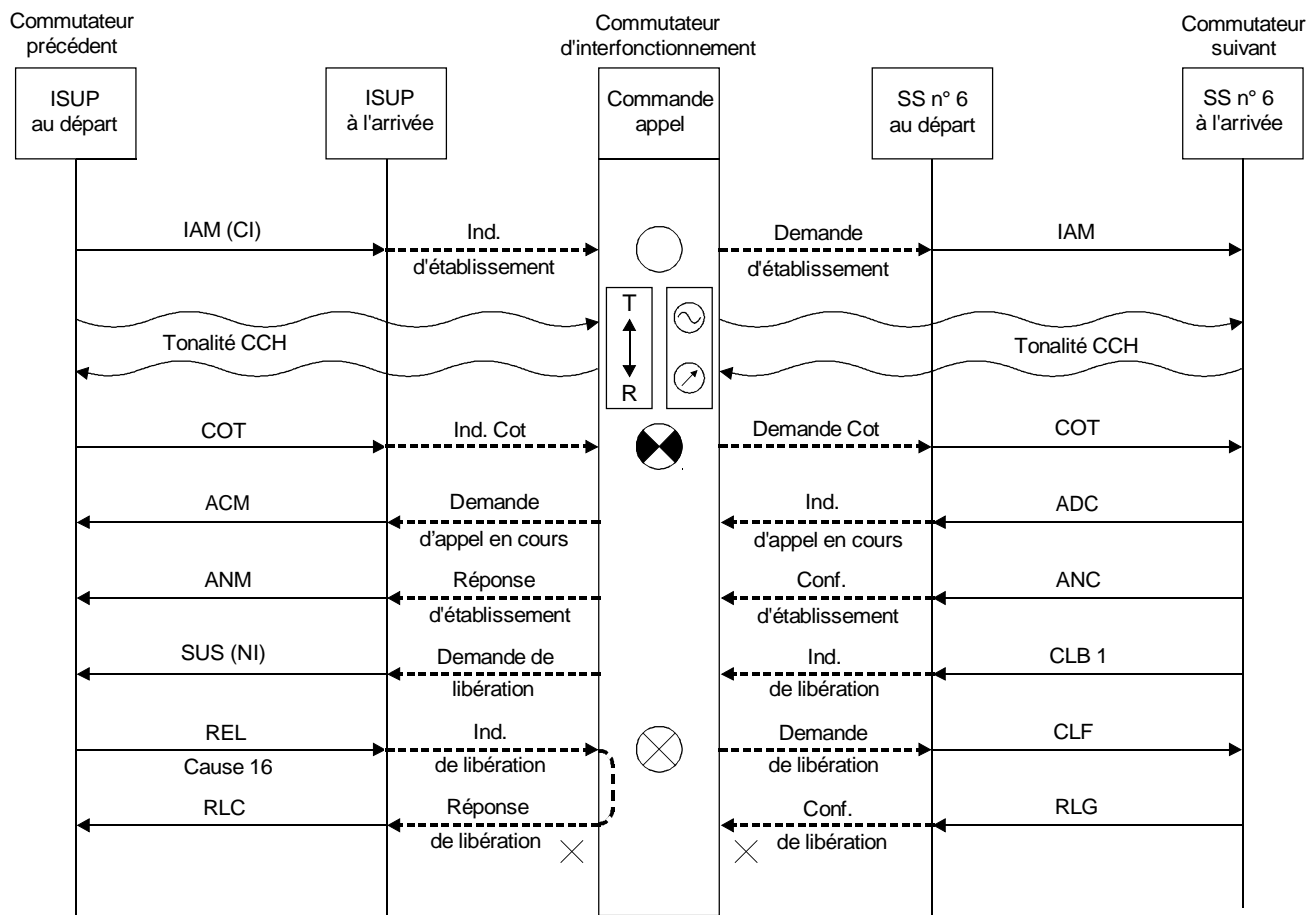 Commutateur
précédent
Commutateur
d'interfonctionnement
Commutateur
suivant
ISUP
au départ
ISUP
à l'arrivée
Commande
appel
SS n° 6
au départ
SS n° 6
à l'arrivée
IAM (CI)
Ind.
d'établissement
Demande
d'établissement
IAM
Tonalité CCH
T
R
Tonalité CCH
COT
Ind. Cot
Demande Cot
COT
ACM
Demande
d'appel en cours
Ind.
d'appel en cours
ADC
ANM
Réponse
d'établissement
Conf.
d'établissement
ANC
SUS (NI)
Demande de
libération
Ind.
de libération
CLB 1
REL
Cause 16
Ind.
de libération
Demande
de libération
CLF
RLC
Réponse
de libération
Conf.
de libération
RLG